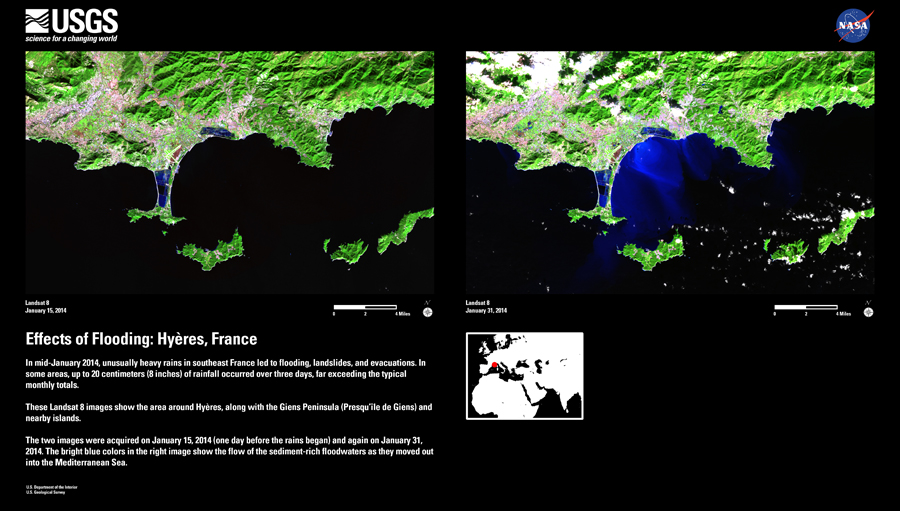 USGS
science for a changing world
NASA
Landsat 8
January 15, 2014
0 2 4 Miles
N
Landsat 8
January 31, 2014
0 2 4 Miles
N
Effects of Flooding: Hyères, France
In mid-January 2014, unusually heavy rains in southeast France led to flooding, landslides, and evacuations. In
some areas, up to 20 centimeters (8 inches) of rainfall occurred over three days, far exceeding the typical
monthly totals.
These Landsat 8 images show the area around Hyères, along with the Giens Peninsula (Presqu'île de Giens) and
nearby islands.
The two images were acquired on January 15, 2014 (one day before the rains began) and again on January 31,
2014. The bright blue colors in the right image show the flow of the sediment-rich floodwaters as they moved out
into the Mediterranean Sea.
U.S. Department of the Interior
U.S. Geological Survey